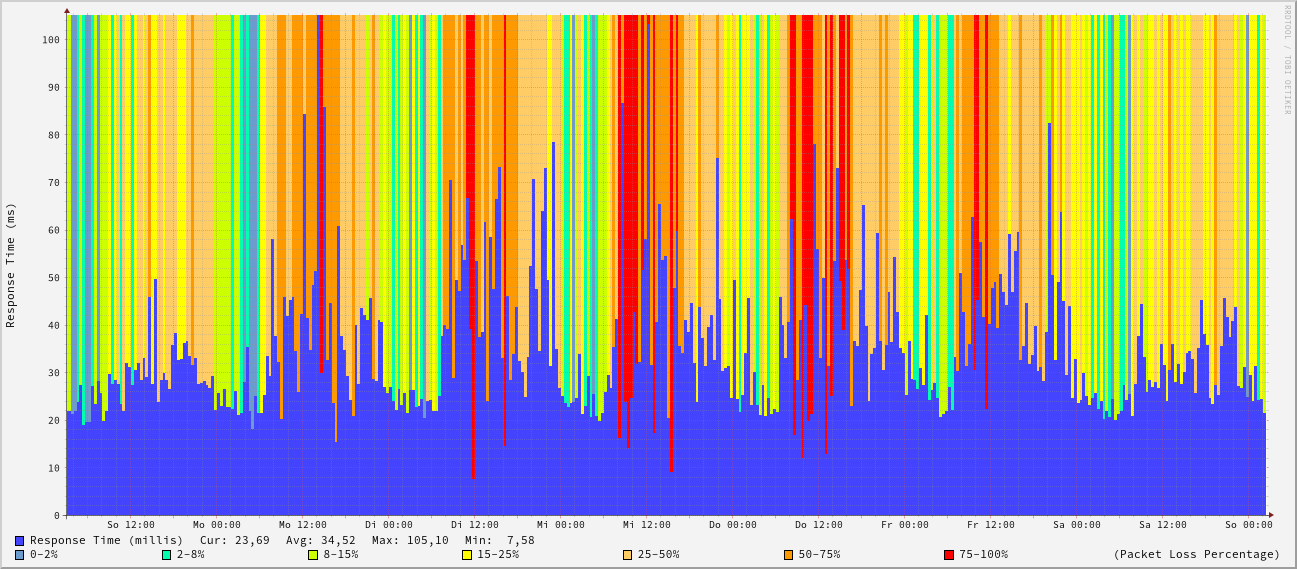 RRDTOOL / TOBI OETIKER
Response Time (ms)
100
90
80
70
60
50
40
30
20
10
0
So 12:00 Mo 00:00 Mo 12:00 Di 00:00 Di 12:00 Mi 00:00 Mi 12:00 Do 00:00 Do 12:00 Fr 00:00 Fr 12:00 Sa 00:00 Sa 12:00 So 00:00
Response Time (millis) Cur: 23,69 Avg: 34,52 Max: 105,10 Min: 7,58
0-2% 2-8% 8-15% 15-25% 25-50% 50-75% 75-100% (Packet Loss Percentage)